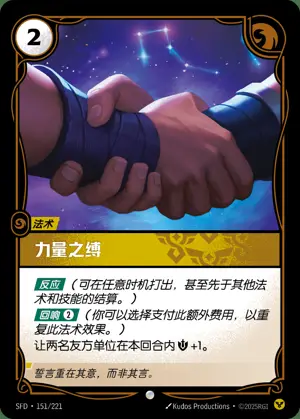 2
法术
力量之缚
反应 （可在任意时机打出，甚至先于其他法
术和技能的结算。）
回响 2 （你可以选择支付此额外费用，以重
复此法术效果。）
让两名友方单位在本回合内 +1。
誓言重在其意，而非其言。
SFD • 151/221
Kudos Productions • ©2025RGI